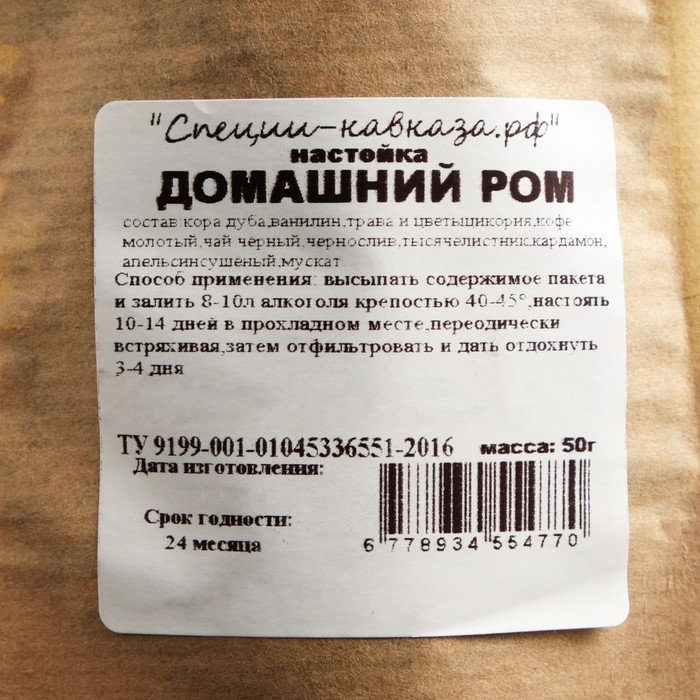 "Специи-кавказа.рф"
настойка
ДОМАШНИЙ РОМ
состав:кора дуба,ванилин,трава и цветыцикория,кофе
молотый,чай черный,чернослив,тысячелистник,кардамон,
апельсинсушеный,мускат.
Способ применения: высыпать содержимое пакета
и залить 8-10л алкоголя крепостью 40-45°,настоять
10-14 дней в прохладном месте,переодически
встряхивая,затем отфильтровать и дать отдохнуть
3-4 дня
ТУ 9199-001-01045336551-2016 масса: 50г
Дата изготовления:
Срок годности:
24 месяца
6 778934 554770